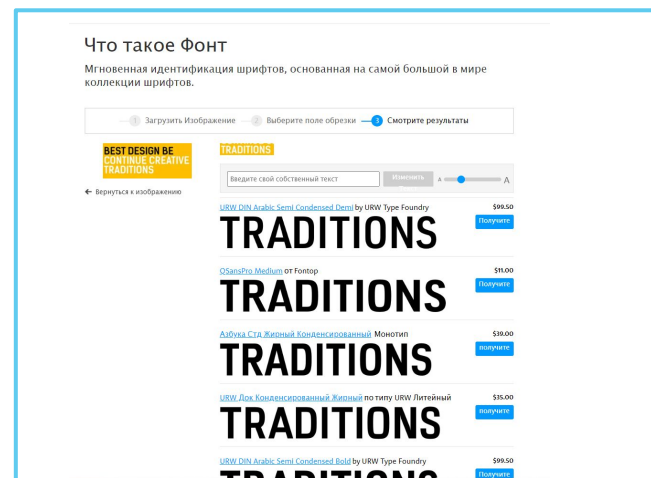 Что такое Фонт
Мгновенная идентификация шрифтов, основанная на самой большой в мире
коллекции шрифтов.
1 Загрузить Изображение 2 Выберите поле обрезки 3 Смотрите результаты
BEST DESIGN BE
CONTINUE CREATIVE
TRADITIONS
← Вернуться к изображению
TRADITIONS
Введите свой собственный текст Изменить A A
URW DIN Arabic Semi Condensed Demi by URW Type Foundry $99.50
Получите
TRADITIONS
QSansPro Medium от Fontop $11.00
Получите
TRADITIONS
Азбука Стд Жирный Конденсированный Монотип $39.00
получите
TRADITIONS
URW Док Конденсированный Жирный по типу URW Литейный $35.00
получите
TRADITIONS
URW DIN Arabic Semi Condensed Bold by URW Type Foundry $99.50
Получите
TRADITIONS